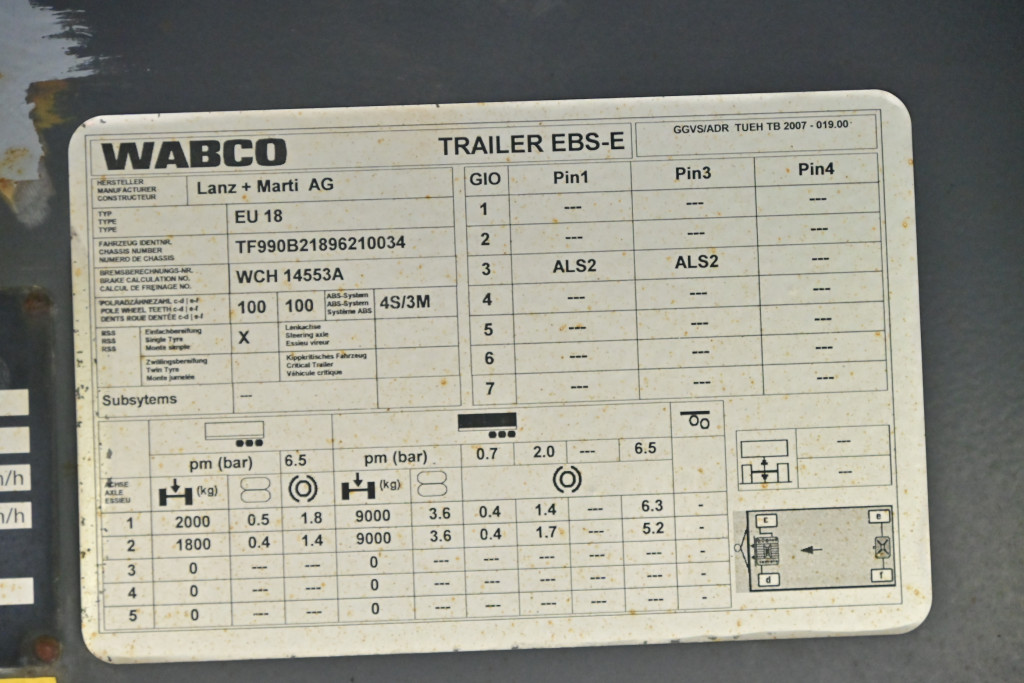 WABCO TRAILER EBS-E GGVS/ADR TUEH TB 2007 - 019.00
HERSTELLER
MANUFACTURER
CONSTRUCTEUR
Lanz + Marti AG
TYP
TYPE
TYPE
EU 18
FAHRZEUG IDENTNR.
CHASSIS NUMBER
NUMERO DE CHASSIS
TF990B21896210034
BREMSBERECHNUNGS-NR.
BRAKE CALCULATION NO.
CALCUL DE FREINAGE NO.
WCH 14553A
POLRADZÄHNEZAHL c-d | e-f
POLE WHEEL TEETH c-d | e-f
DENTS ROUE DENTÉE c-d | e-f
100 100
ABS-System
ABS-System
Système ABS
4S/3M
RSS
RSS
RSS
Einfachbereifung
Single Tyre
Monte simple
X
Lenkachse
Steering axle
Essieu vireur
Zwillingsbereifung
Twin Tyre
Monte jumelée
Kippkritisches Fahrzeug
Critical Trailer
Véhicule critique
Subsytems ---
GIO Pin1 Pin3 Pin4
1 --- --- ---
2 --- --- ---
3 ALS2 ALS2 ---
4 --- --- ---
5 --- --- ---
6 --- --- ---
7 --- --- ---
pm (bar) 6.5 pm (bar) 0.7 2.0 --- 6.5
ACHSE
AXLE
ESSIEU
(kg) (kg)
1 2000 0.5 1.8 9000 3.6 0.4 1.4 --- 6.3 -
2 1800 0.4 1.4 9000 3.6 0.4 1.7 --- 5.2 -
3 0 --- --- 0 --- --- --- --- --- -
4 0 --- --- 0 --- --- --- --- --- -
5 0 --- --- 0 --- --- --- --- --- -
---
---
c e
d f
/h
/h